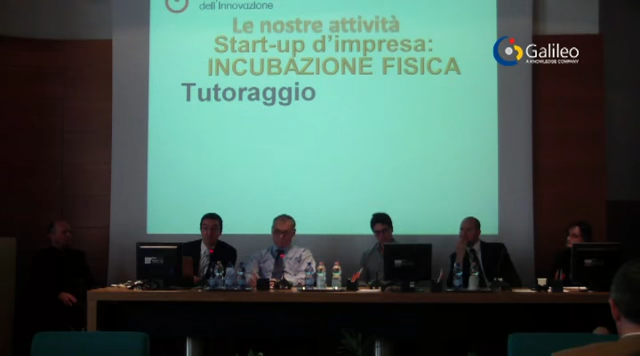 dell'Innovazione
Le nostre attività
Start-up d'impresa:
INCUBAZIONE FISICA
Tutoraggio
Galileo
A KNOWLEDGE COMPANY